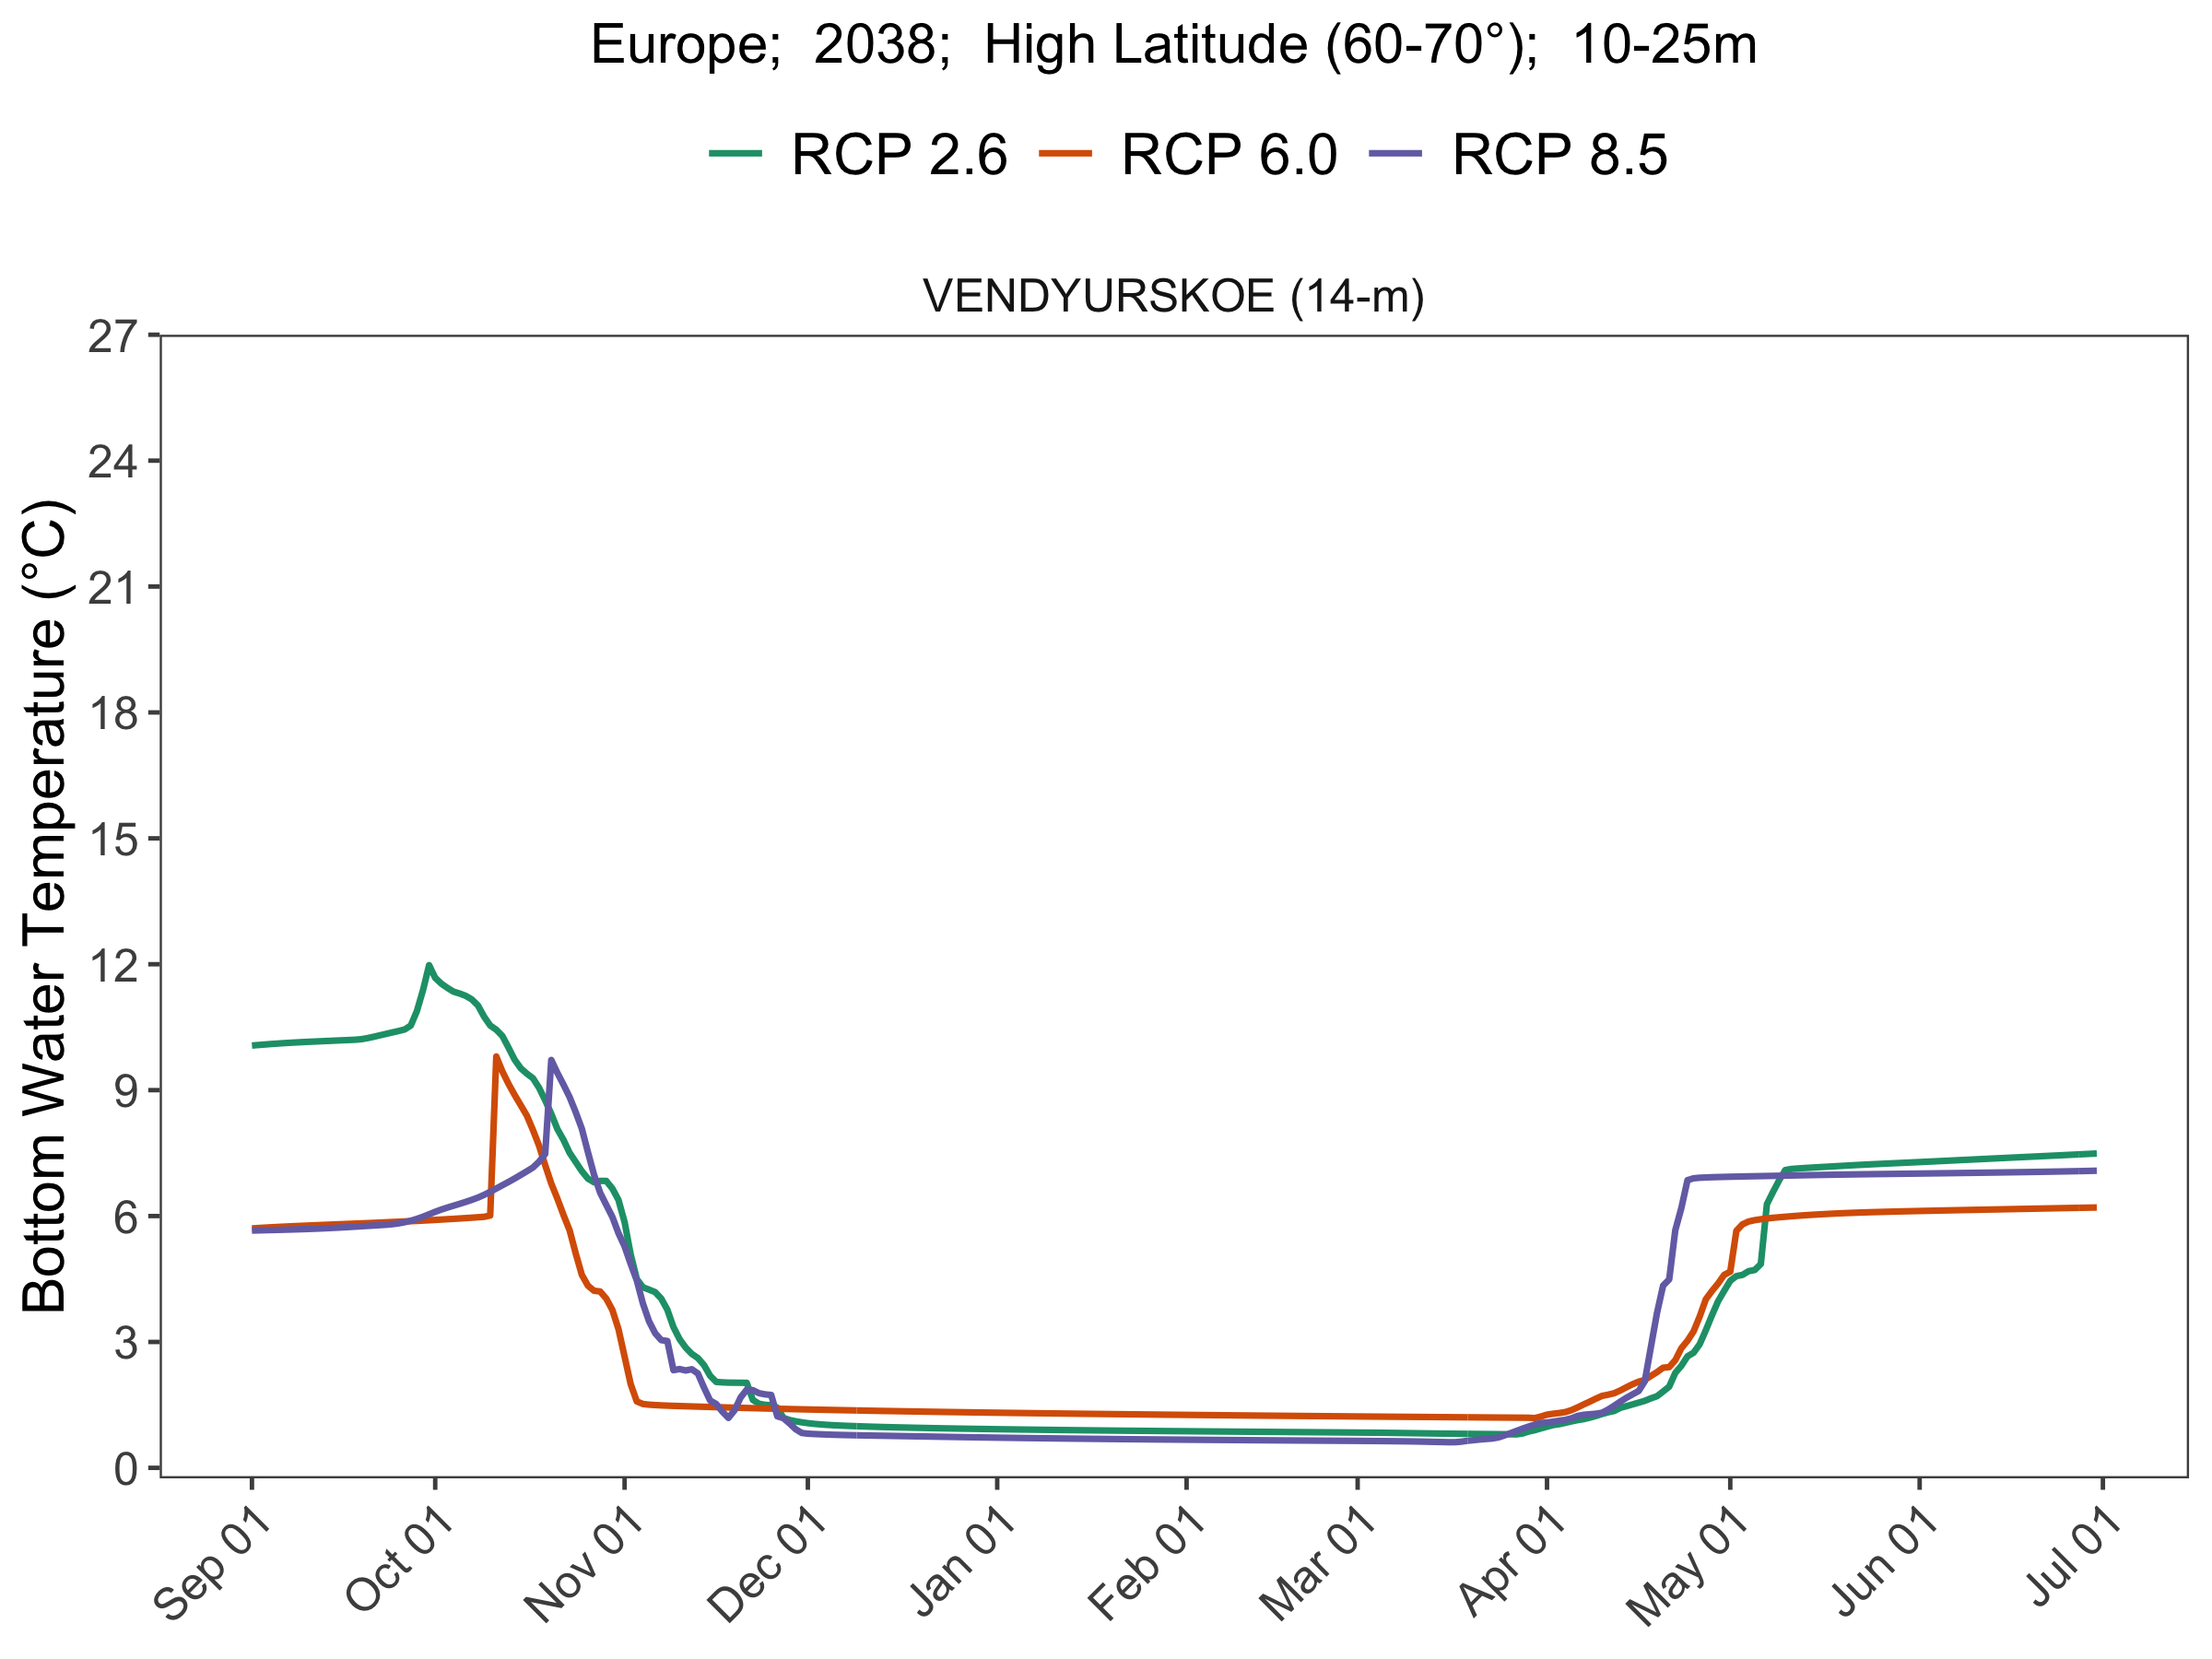 Europe;  2038;  High Latitude (60-70°);  10-25m
RCP 2.6 RCP 6.0 RCP 8.5
VENDYURSKOE (14-m)
Bottom Water Temperature (°C)
27
24
21
18
15
12
9
6
3
0
Sep 01 Oct 01 Nov 01 Dec 01 Jan 01 Feb 01 Mar 01 Apr 01 May 01 Jun 01 Jul 01